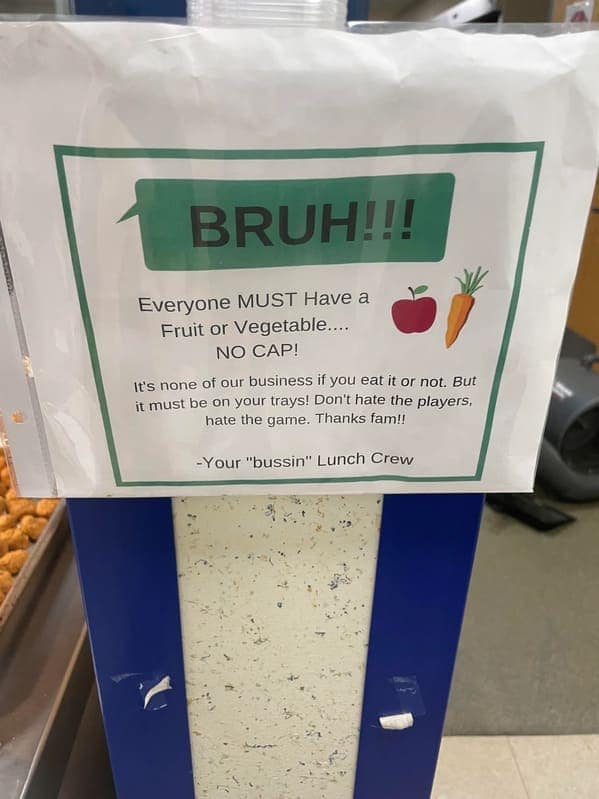 BRUH!!!
Everyone MUST Have a
Fruit or Vegetable....
NO CAP!
It's none of our business if you eat it or not. But
it must be on your trays! Don't hate the players,
hate the game. Thanks fam!!
-Your "bussin" Lunch Crew